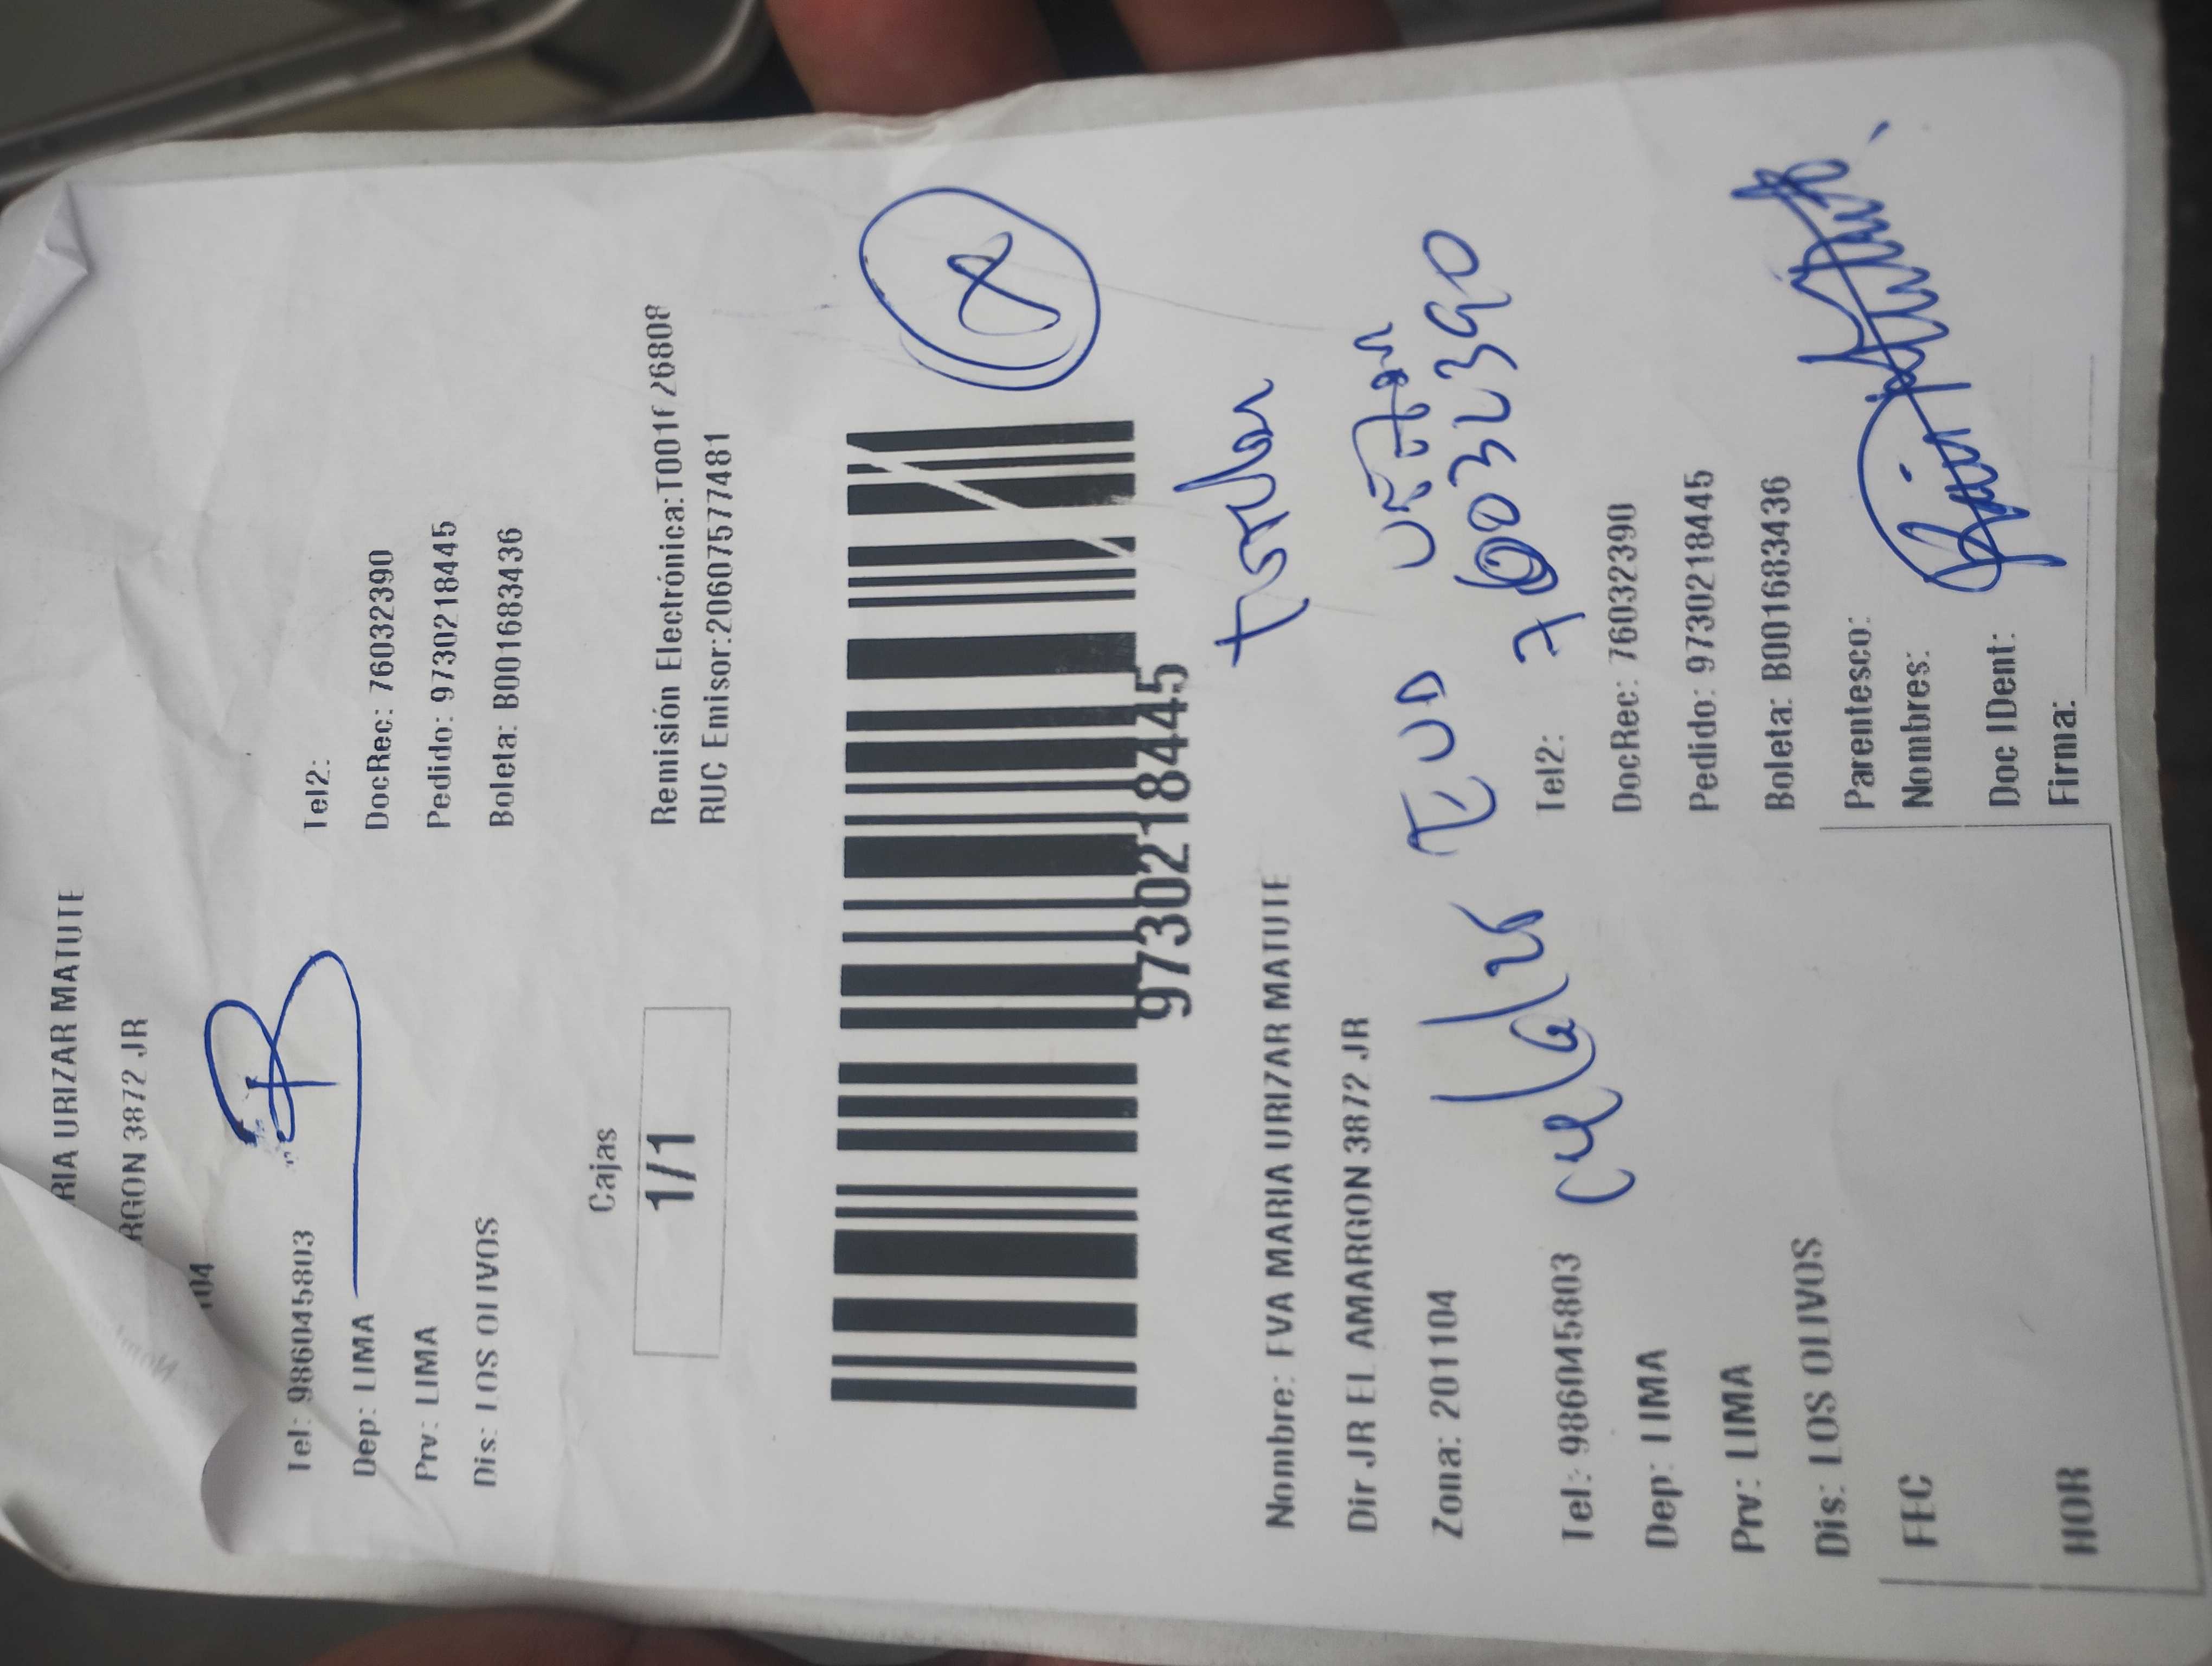 RIA URIZAR MATUTE
RGON 3872 JR
104
Tel: 986045803
Tel2:
Dep: LIMA
DocRec: 76032390
Prv: LIMA
Pedido: 9730218445
Dis: LOS OLIVOS
Boleta: B001683436
Cajas
1/1
Remisión Electrónica:T001
RUC Emisor:20607577481
9730218445
Nombre: EVA MARIA URIZAR MATUTE
Dir JR EL AMARGON 3872 JR
Zona: 201104
76032390
Tel: 986045803
Tel2:
Dep: LIMA
DocRec: 76032390
Prv: LIMA
Pedido: 9730218445
Dis: LOS OLIVOS
Boleta: B001683436
FEC
Parentesco:
Nombres:
HOR
Doc IDent:
Firma: